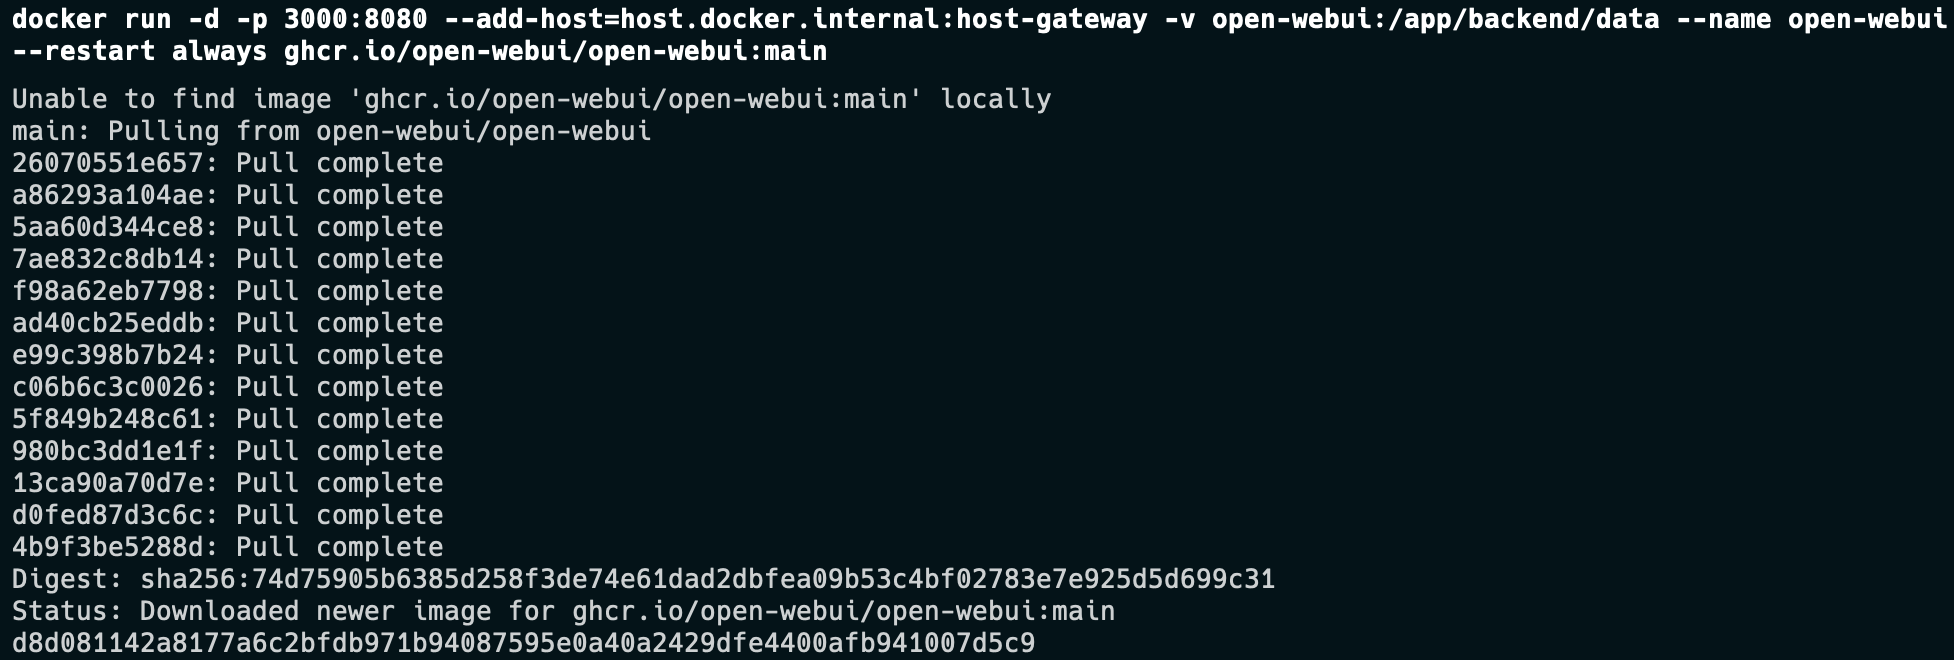 docker run -d -p 3000:8080 --add-host=host.docker.internal:host-gateway -v open-webui:/app/backend/data --name open-webui
--restart always ghcr.io/open-webui/open-webui:main
Unable to find image 'ghcr.io/open-webui/open-webui:main' locally
main: Pulling from open-webui/open-webui
26070551e657: Pull complete
a86293a104ae: Pull complete
5aa60d344ce8: Pull complete
7ae832c8db14: Pull complete
f98a62eb7798: Pull complete
ad40cb25eddb: Pull complete
e99c398b7b24: Pull complete
c06b6c3c0026: Pull complete
5f849b248c61: Pull complete
980bc3dd1e1f: Pull complete
13ca90a70d7e: Pull complete
d0fed87d3c6c: Pull complete
4b9f3be5288d: Pull complete
Digest: sha256:74d75905b6385d258f3de74e61dad2dbfea09b53c4bf02783e7e925d5d699c31
Status: Downloaded newer image for ghcr.io/open-webui/open-webui:main
d8d081142a8177a6c2bfdb971b94087595e0a40a2429dfe4400afb941007d5c9